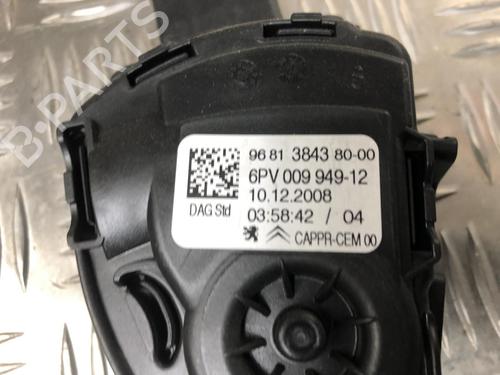 96 81 3843 80-00
6PV 009 949-12
10.12.2008
DAG Std
03:58:42 / 04
CAPPR-CEM 00
B-PARTS